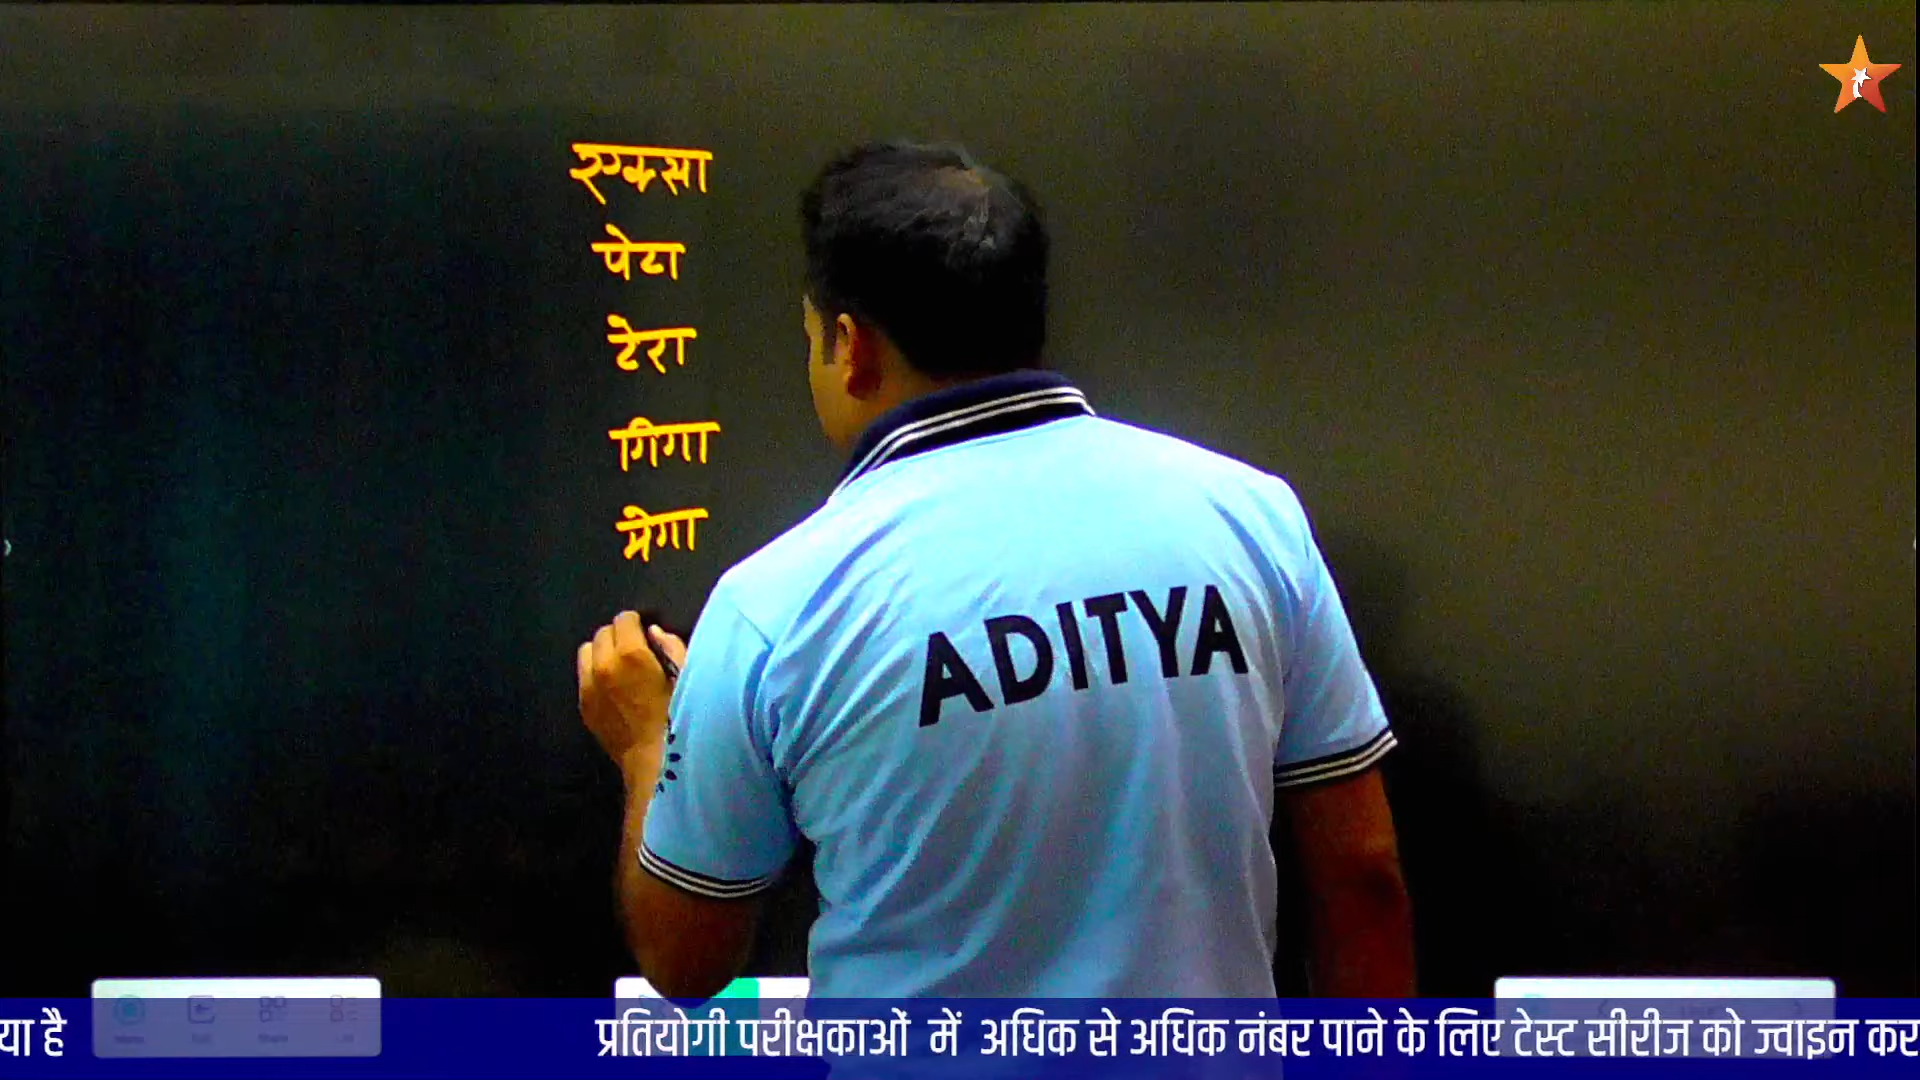 एक्सा
पेटा
टेरा
गिगा
मेगा
ADITYA
या है प्रतियोगी परीक्षकाओं में अधिक से अधिक नंबर पाने के लिए टेस्ट सीरीज को ज्वाइन कर